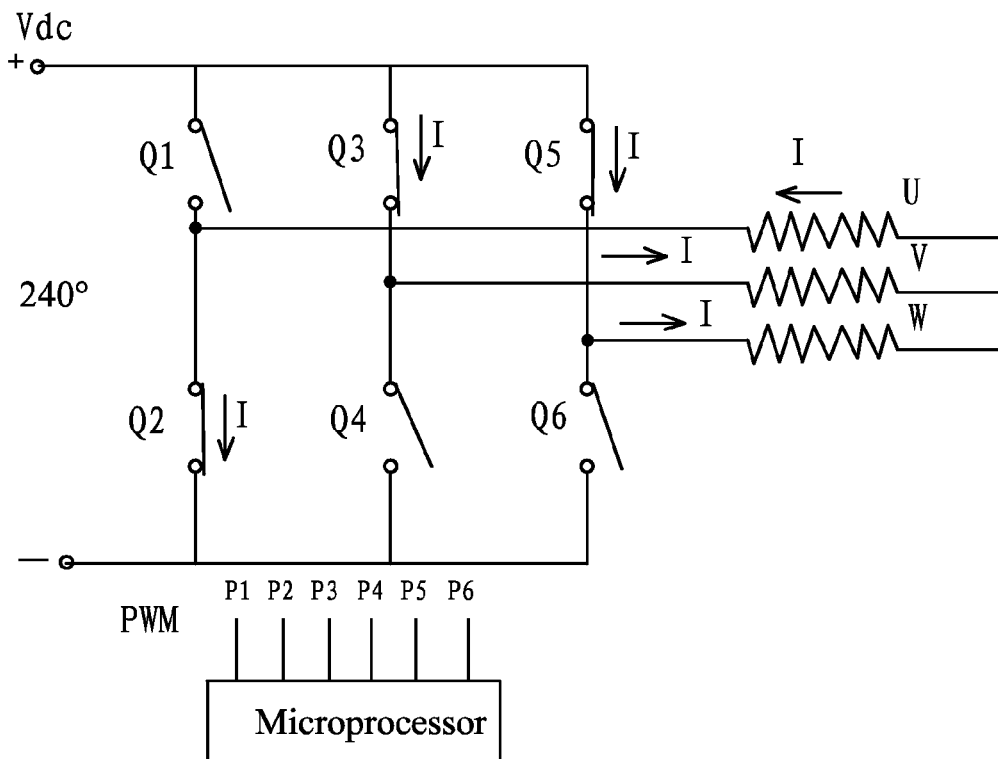 Vdc
+
Q1
Q3
I
Q5
I
I
U
I
V
240°
I
W
Q2
I
Q4
Q6
—
P1 P2 P3 P4 P5 P6
PWM
Microprocessor